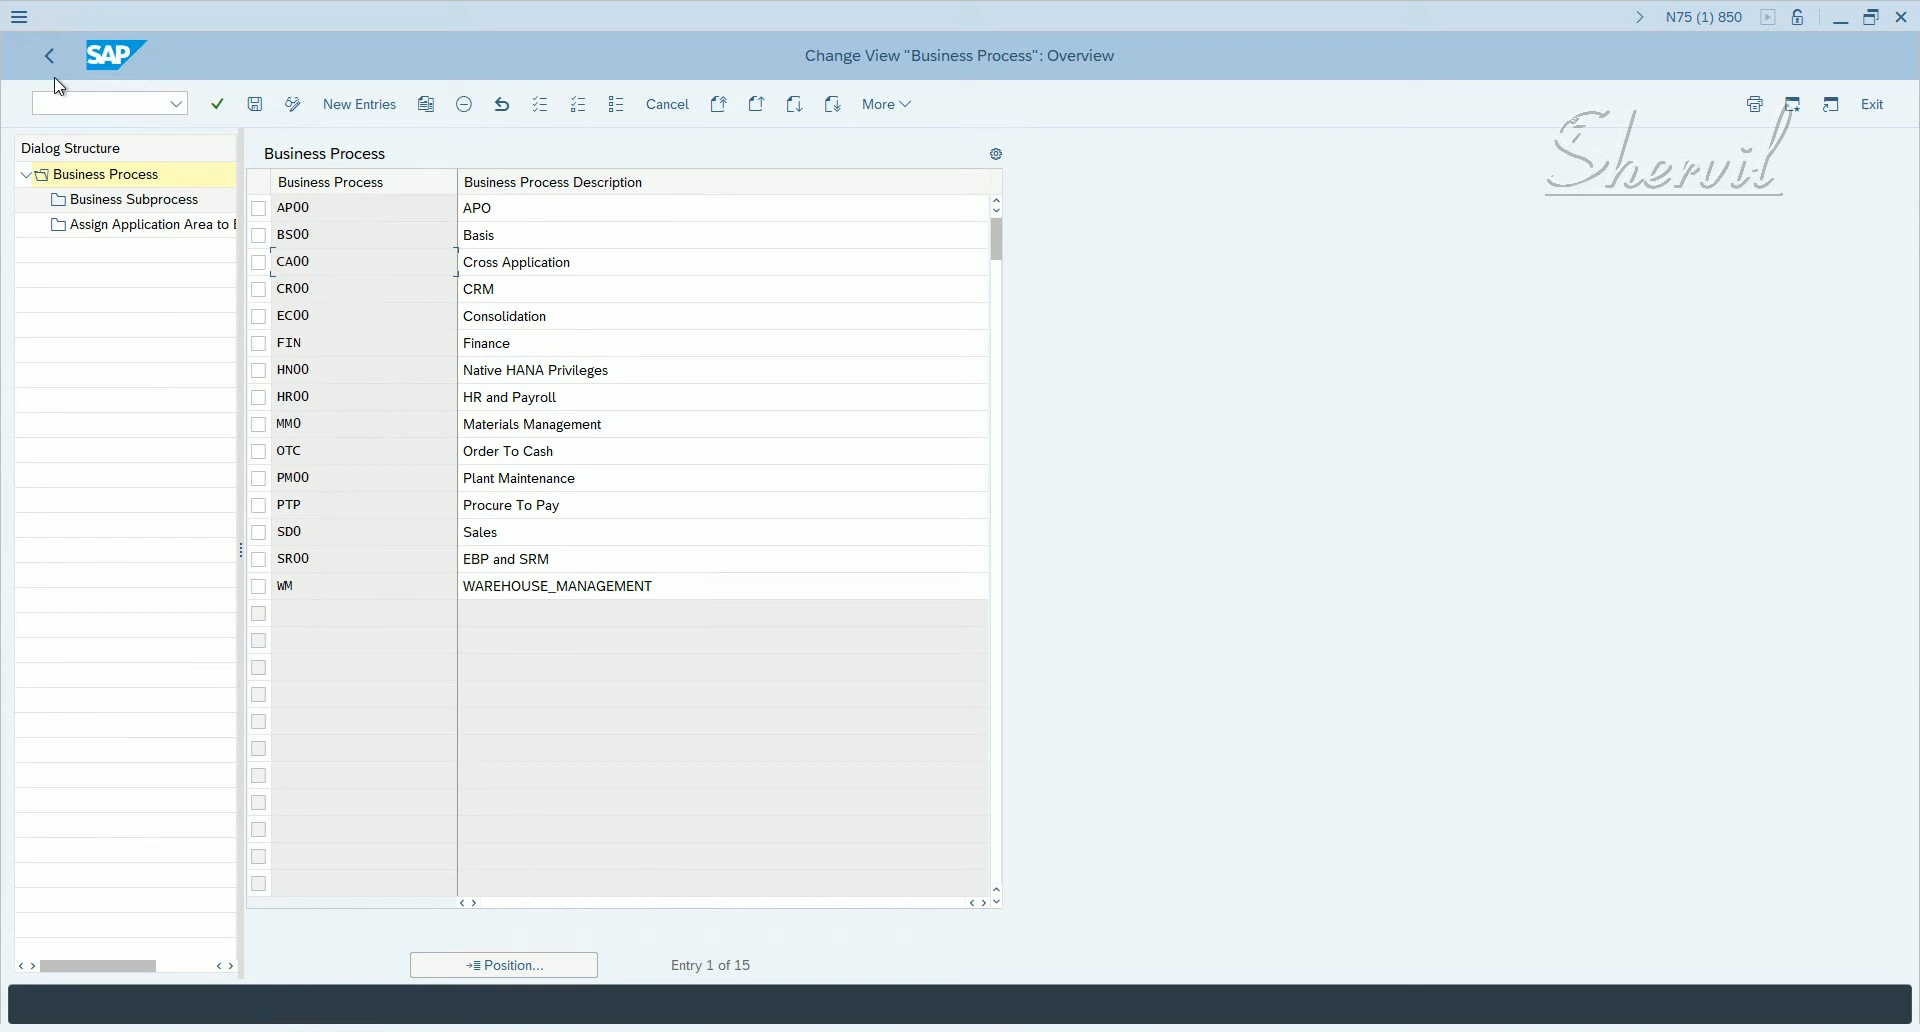 N75 (1) 850
SAP
Change View "Business Process": Overview
New Entries
Cancel
More
Exit
Shervil
Dialog Structure
Business Process
Business Subprocess
Assign Application Area to
Business Process
Business Process Business Process Description
AP00 APO
BS00 Basis
CA00 Cross Application
CR00 CRM
EC00 Consolidation
FIN Finance
HN00 Native HANA Privileges
HR00 HR and Payroll
MM0 Materials Management
OTC Order To Cash
PM00 Plant Maintenance
PTP Procure To Pay
SD0 Sales
SR00 EBP and SRM
WM WAREHOUSE_MANAGEMENT
Position...
Entry 1 of 15